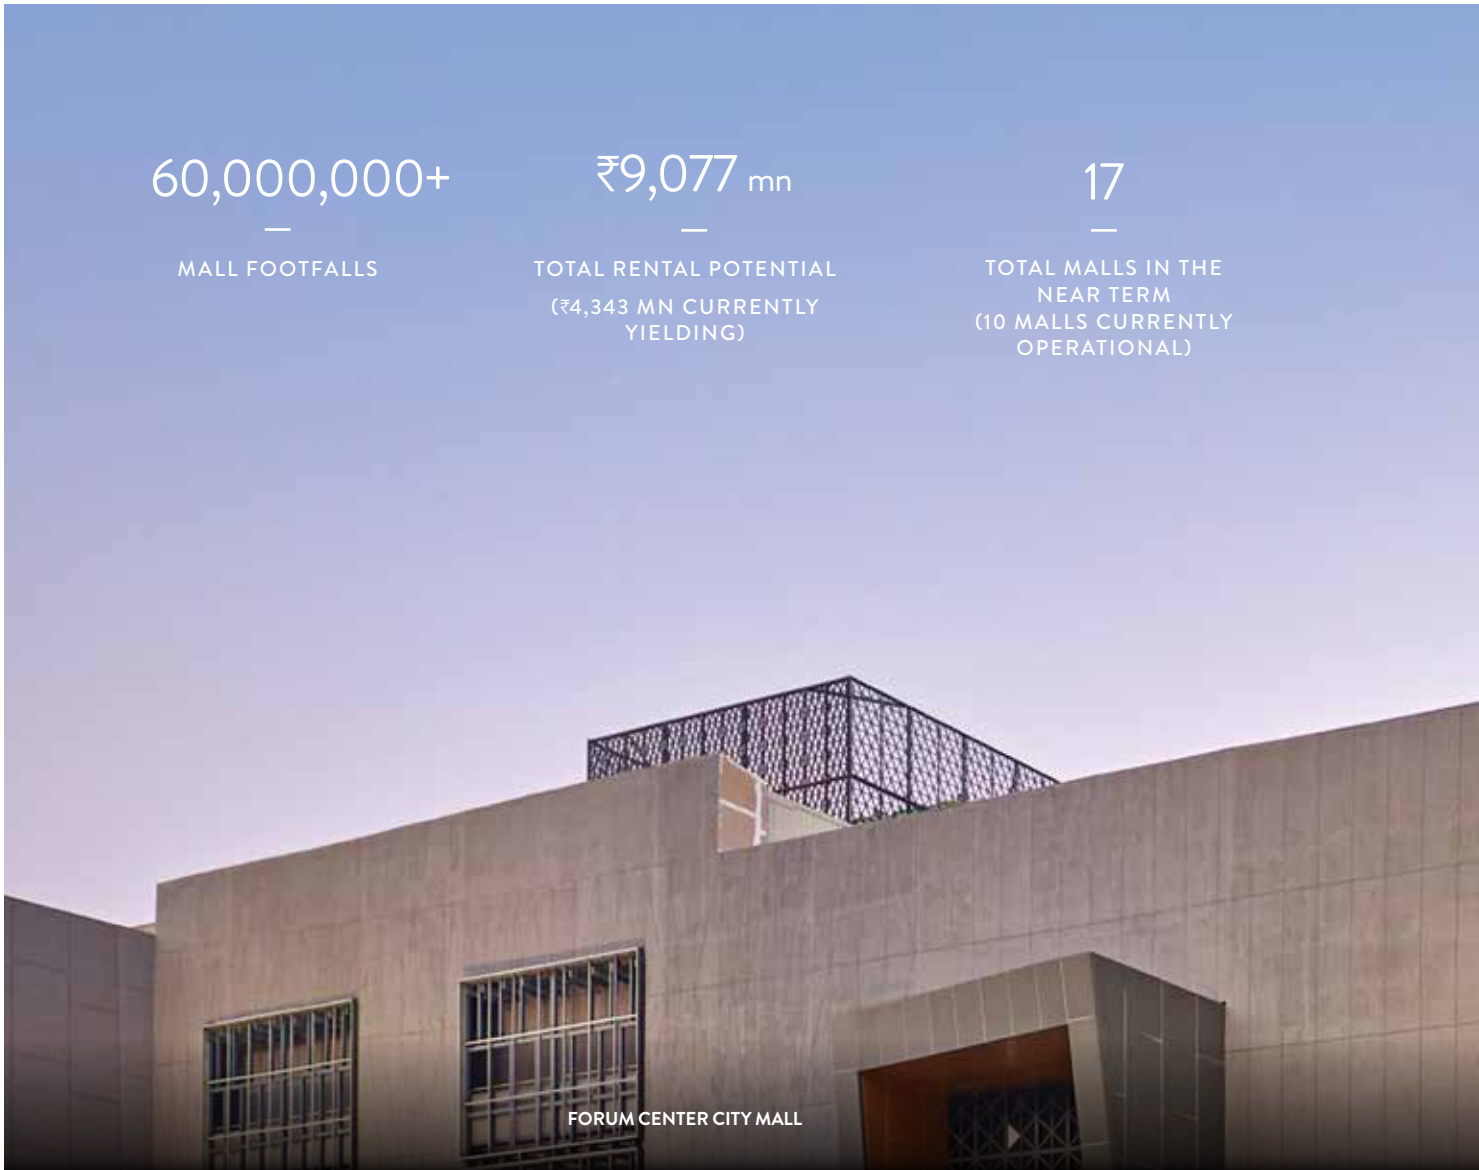 60,000,000+
MALL FOOTFALLS
₹9,077 mn
TOTAL RENTAL POTENTIAL
(₹4,343 MN CURRENTLY
YIELDING)
17
TOTAL MALLS IN THE
NEAR TERM
(10 MALLS CURRENTLY
OPERATIONAL)
FORUM CENTER CITY MALL